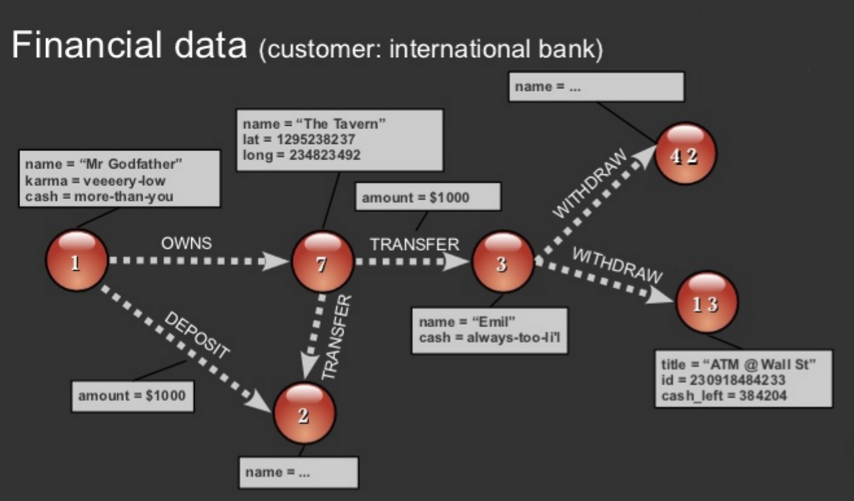 Financial data (customer: international bank)
name = ...
name = “The Tavern”
lat = 1295238237
long = 234823492
name = “Mr Godfather”
karma = veeeery-low
cash = more-than-you
amount = $1000
42
WITHDRAW
OWNS
TRANSFER
1
7
3
WITHDRAW
13
TRANSFER
DEPOSIT
name = “Emil”
cash = always-too-li'l
title = “ATM @ Wall St”
id = 230918484233
cash_left = 384204
amount = $1000
2
name = ...